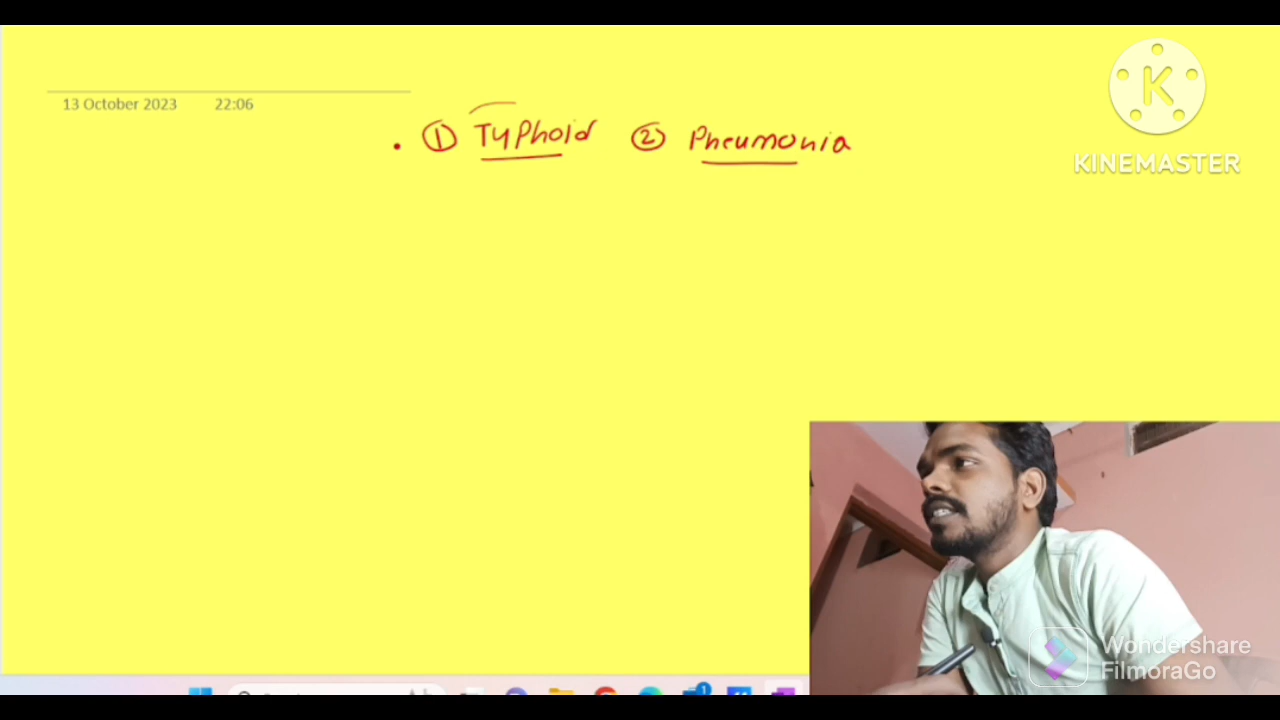 13 October 2023 22:06
① Typhoid ② Pneumonia
K
KINEMASTER
Wondershare
FilmoraGo